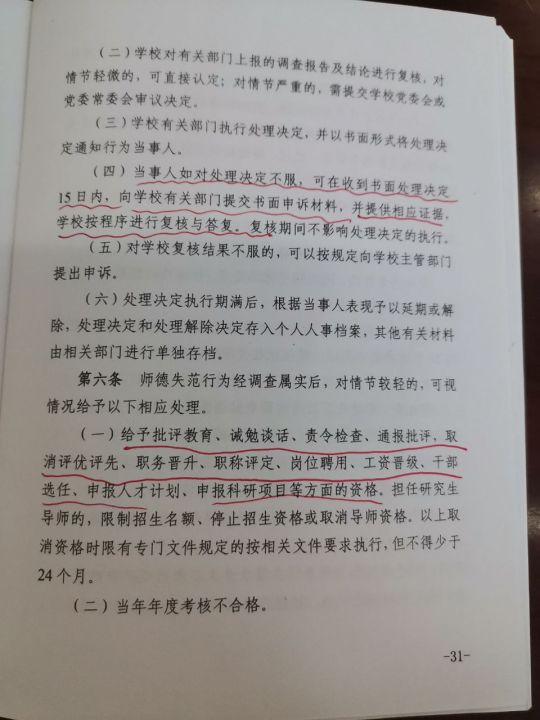 （二）学校对有关部门上报的调查报告及结论进行复核，对
情节轻微的，可直接认定；对情节严重的，需提交学校党委会或
党委常委会审议决定。
（三）学校有关部门执行处理决定，并以书面形式将处理决
定通知行为当事人。
（四）当事人如对处理决定不服，可在收到书面处理决定
15日内，向学校有关部门提交书面申诉材料，并提供相应证据，
学校按程序进行复核与答复。复核期间不影响处理决定的执行。
（五）对学校复核结果不服的，可以按规定向学校主管部门
提出申诉。
（六）处理决定执行期满后，根据当事人表现予以延期或解
除，处理决定和处理解除决定存入个人人事档案，其他有关材料
由相关部门进行单独存档。
第六条 师德失范行为经调查属实后，对情节较轻的，可视
情况给予以下相应处理。
（一）给予批评教育、诫勉谈话、责令检查、通报批评，取
消评优评先、职务晋升、职称评定、岗位聘用、工资晋级、干部
选任、申报人才计划、申报科研项目等方面的资格。担任研究生
导师的，限制招生名额、停止招生资格或取消导师资格。以上取
消资格时限有专门文件规定的按相关文件要求执行，但不得少于
24个月。
（二）当年年度考核不合格。
-31-